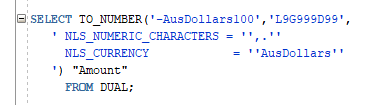 SELECT TO_NUMBER('-AusDollars100','L9G999D99',
' NLS_NUMERIC_CHARACTERS = '',.''
NLS_CURRENCY = ''AusDollars''
') "Amount"
FROM DUAL;